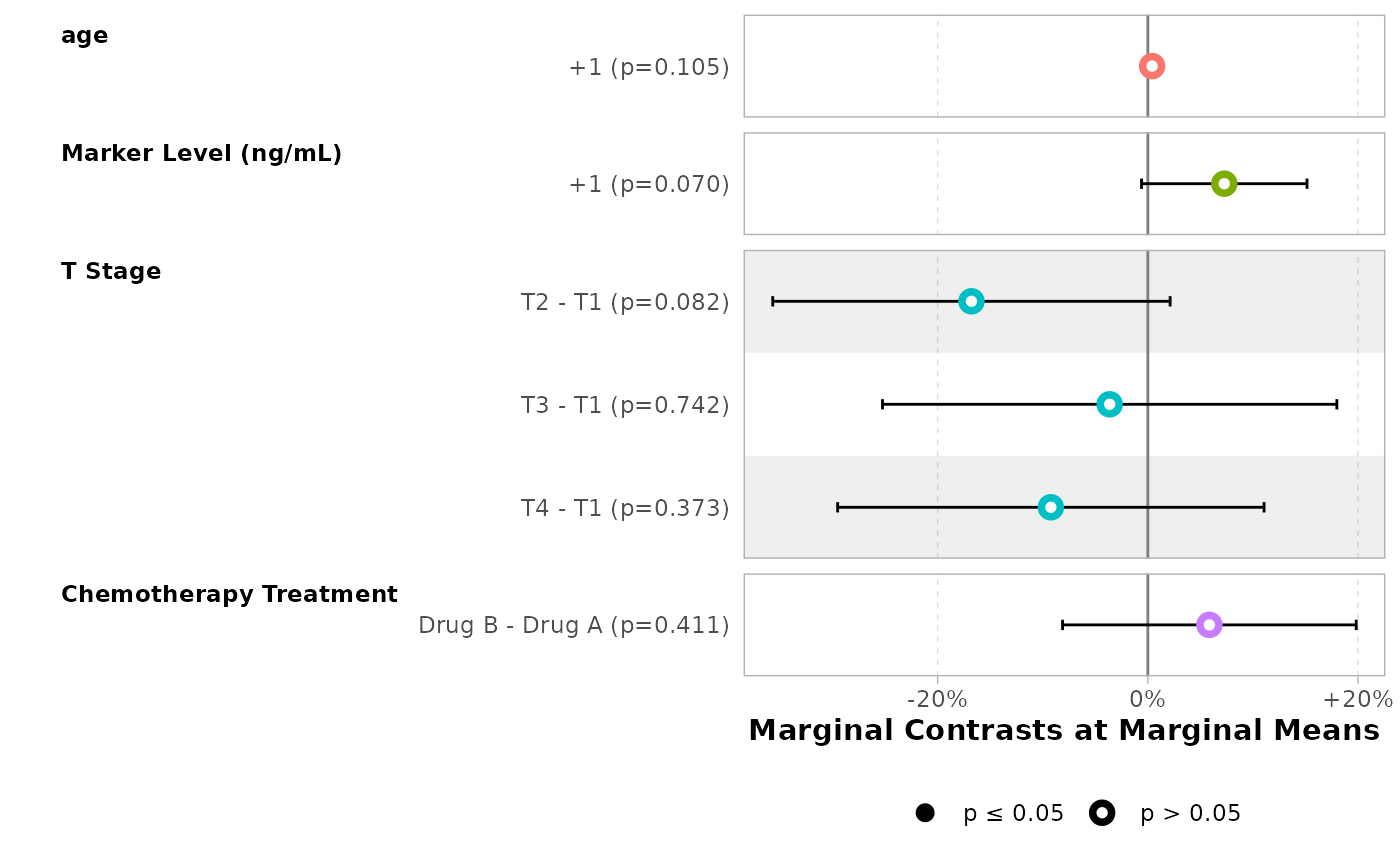 age
+1 (p=0.105)
Marker Level (ng/mL)
+1 (p=0.070)
T Stage
T2 - T1 (p=0.082)
T3 - T1 (p=0.742)
T4 - T1 (p=0.373)
Chemotherapy Treatment
Drug B - Drug A (p=0.411)
-20% 0% +20%
Marginal Contrasts at Marginal Means
p ≤ 0.05 p > 0.05